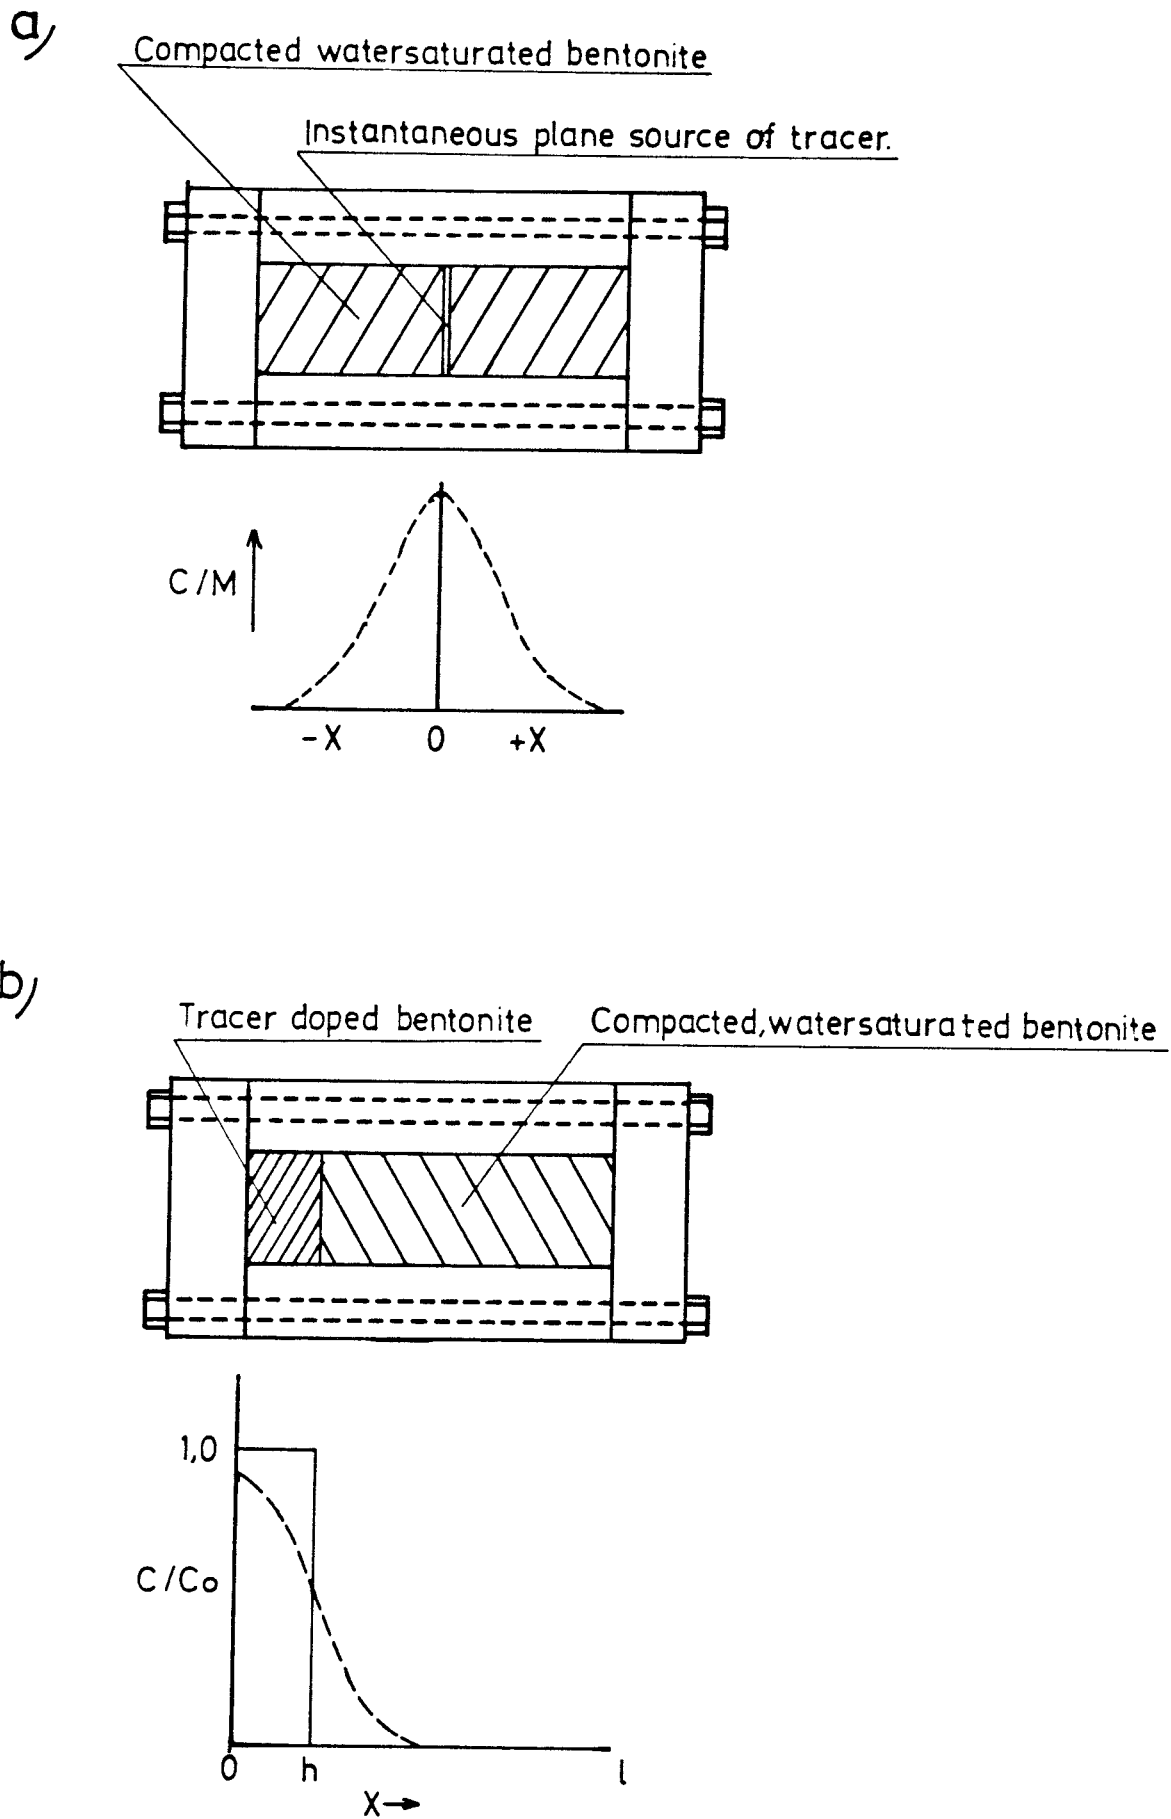 a)
Compacted watersaturated bentonite
Instantaneous plane source of tracer.
C/M
-X 0 +X
b)
Tracer doped bentonite Compacted, watersaturated bentonite
1,0
C/Co
0 h l
X→